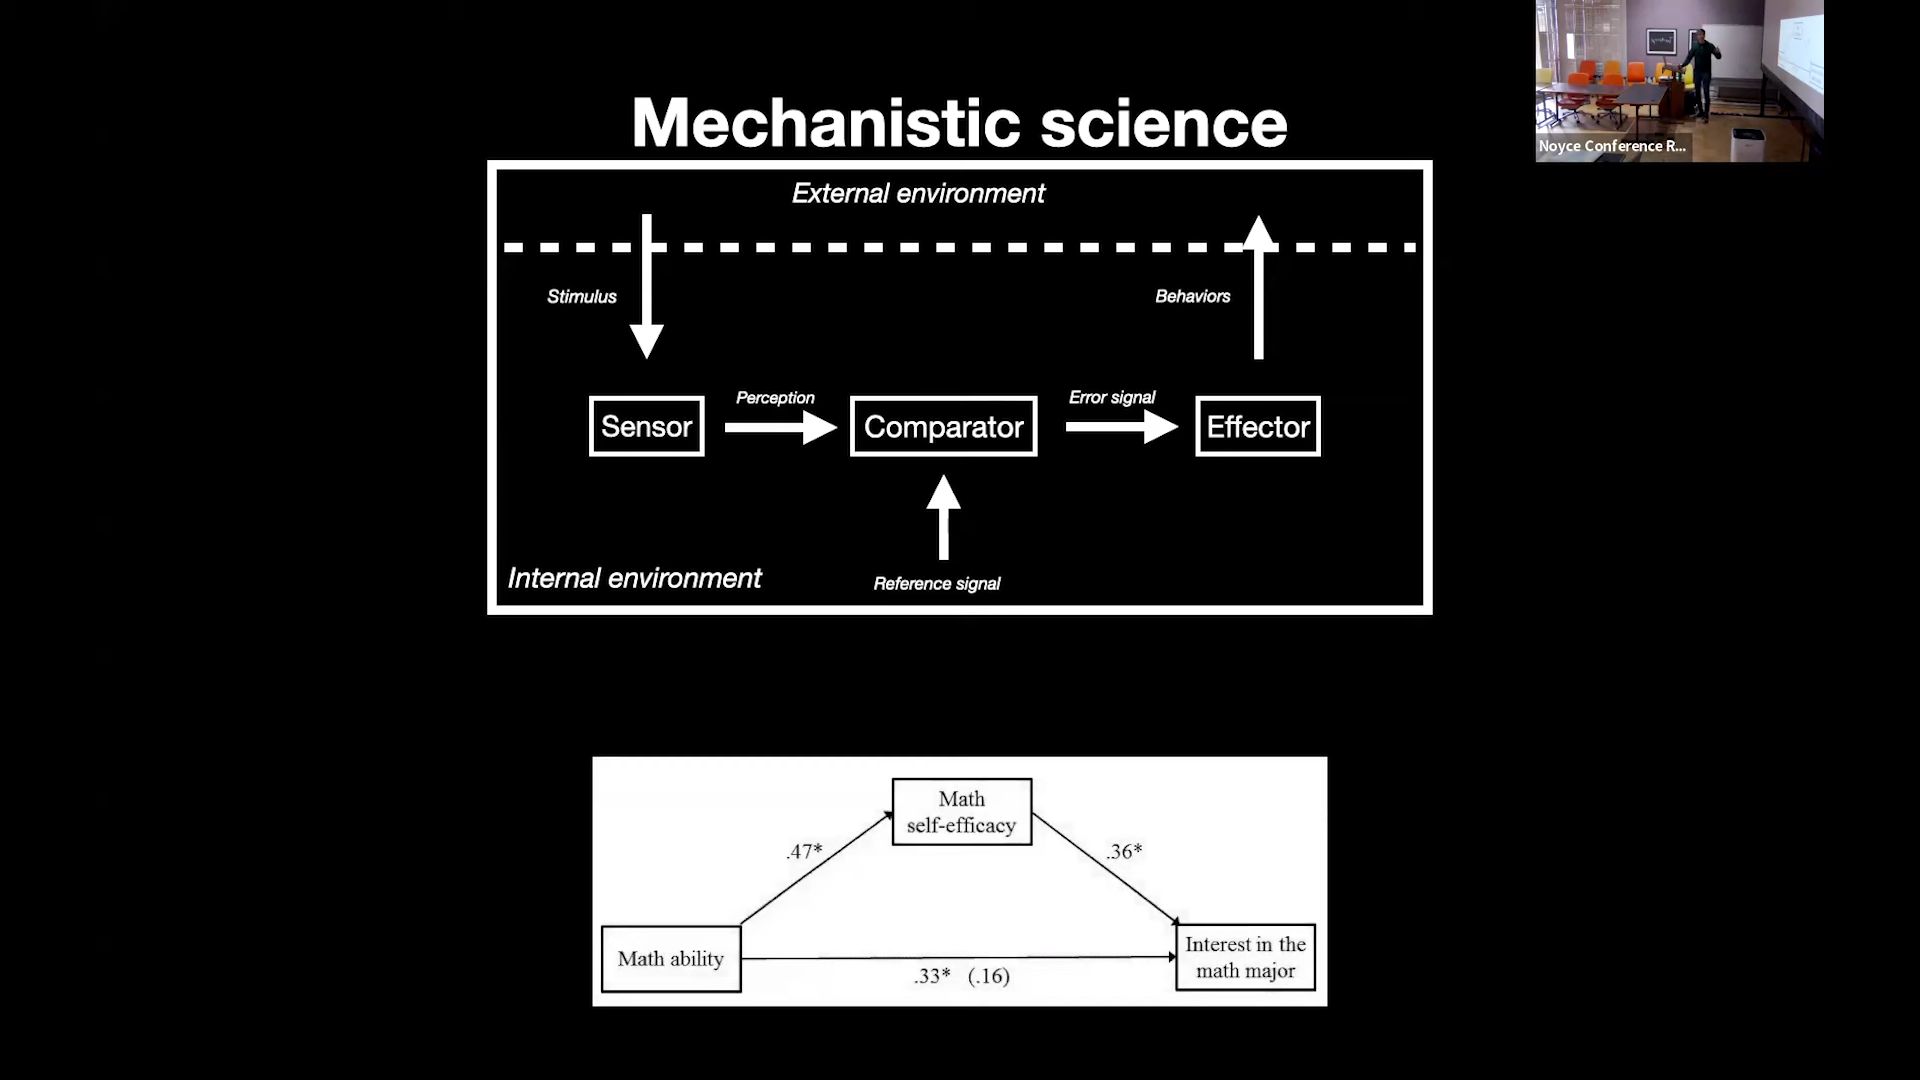 Mechanistic science
External environment
Stimulus
Behaviors
Perception
Error signal
Sensor
Comparator
Effector
Internal environment
Reference signal
Math
self-efficacy
.47*
.36*
Math ability
Interest in the
math major
.33* (.16)
Noyce Conference R...